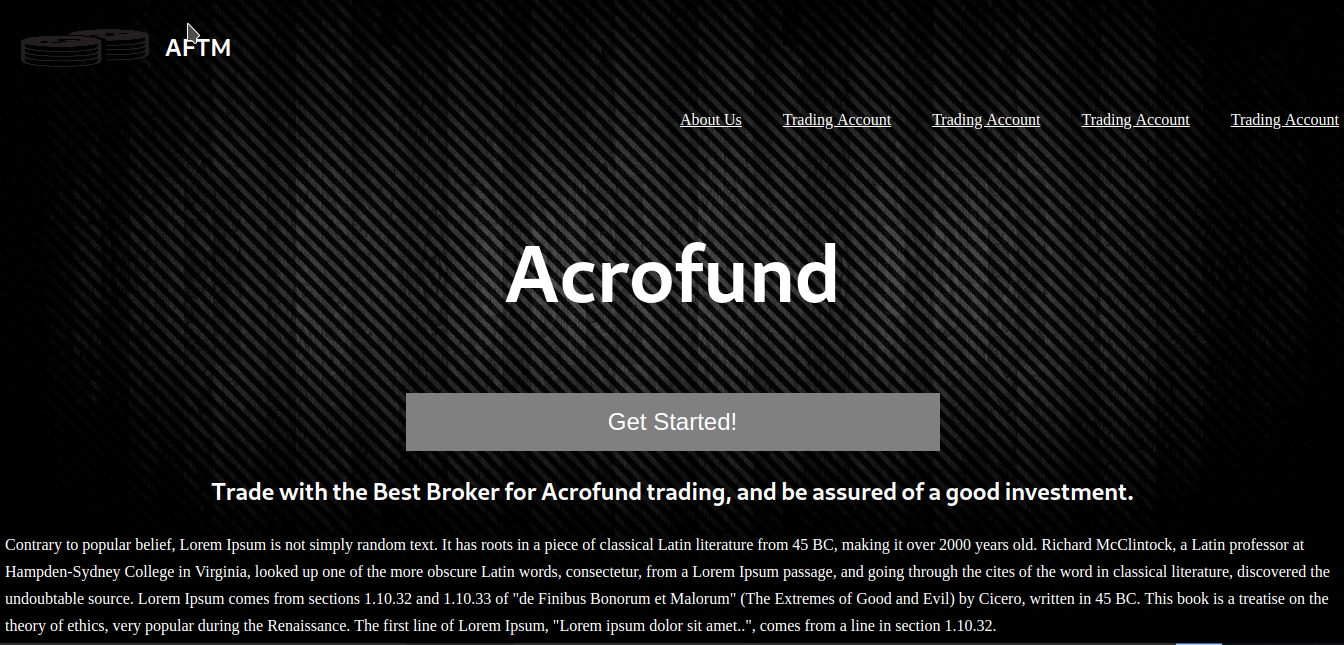 AFTM
About Us Trading Account Trading Account Trading Account Trading Account
Acrofund
Get Started!
Trade with the Best Broker for Acrofund trading, and be assured of a good investment.
Contrary to popular belief, Lorem Ipsum is not simply random text. It has roots in a piece of classical Latin literature from 45 BC, making it over 2000 years old. Richard McClintock, a Latin professor at
Hampden-Sydney College in Virginia, looked up one of the more obscure Latin words, consectetur, from a Lorem Ipsum passage, and going through the cites of the word in classical literature, discovered the
undoubtable source. Lorem Ipsum comes from sections 1.10.32 and 1.10.33 of "de Finibus Bonorum et Malorum" (The Extremes of Good and Evil) by Cicero, written in 45 BC. This book is a treatise on the
theory of ethics, very popular during the Renaissance. The first line of Lorem Ipsum, "Lorem ipsum dolor sit amet..", comes from a line in section 1.10.32.